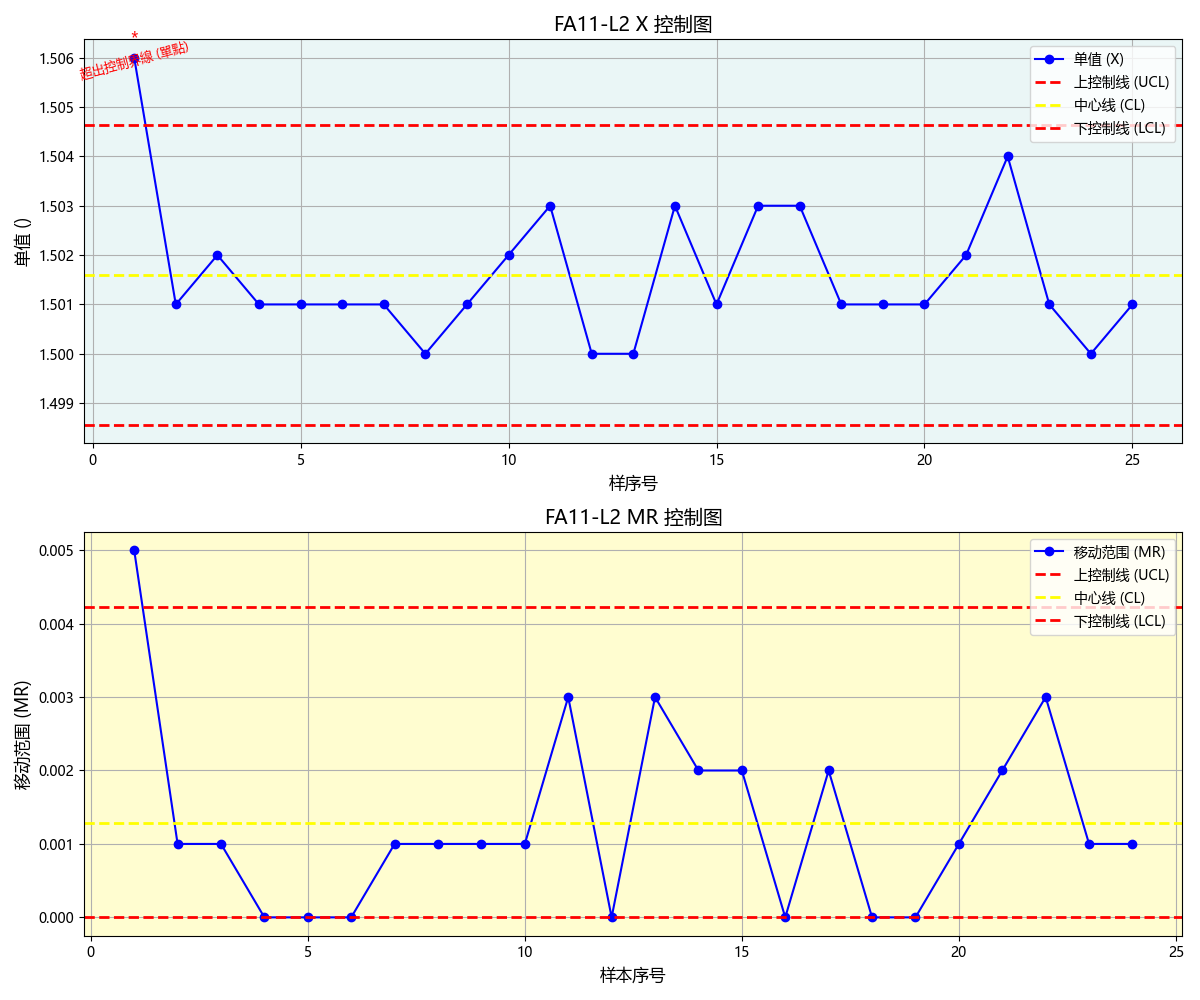 FA11-L2 X 控制图
*
超出控制界線 (單點)
单值 (X)
上控制线 (UCL)
中心线 (CL)
下控制线 (LCL)
单值 ()
1.506
1.505
1.504
1.503
1.502
1.501
1.500
1.499
0 5 10 15 20 25
样序号
FA11-L2 MR 控制图
移动范围 (MR)
上控制线 (UCL)
中心线 (CL)
下控制线 (LCL)
移动范围 (MR)
0.005
0.004
0.003
0.002
0.001
0.000
0 5 10 15 20 25
样本序号